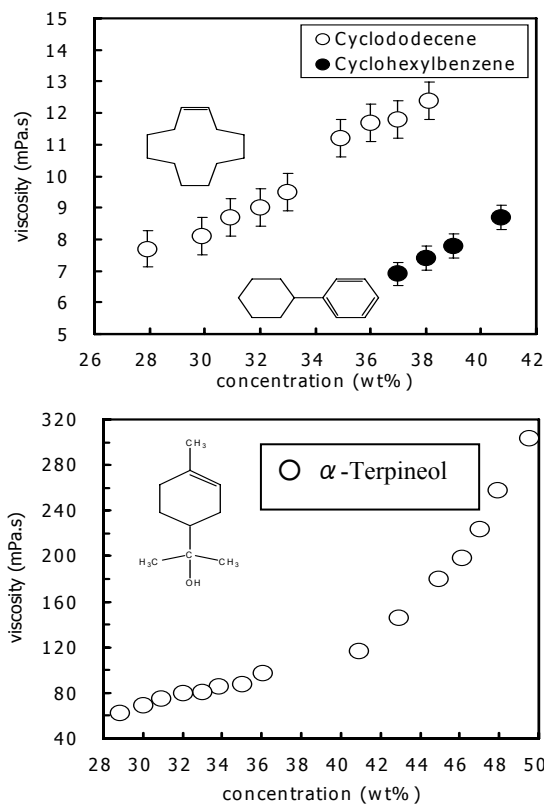 15
14
13
12
11
10
9
8
7
6
5
viscosity (mPa.s)
Cyclododecene
Cyclohexylbenzene
26 28 30 32 34 36 38 40 42
concentration (wt%)
320
280
240
200
160
120
80
40
viscosity (mPa.s)
CH3
H3C C CH3
OH
α-Terpineol
28 30 32 34 36 38 40 42 44 46 48 50
concentration (wt%)